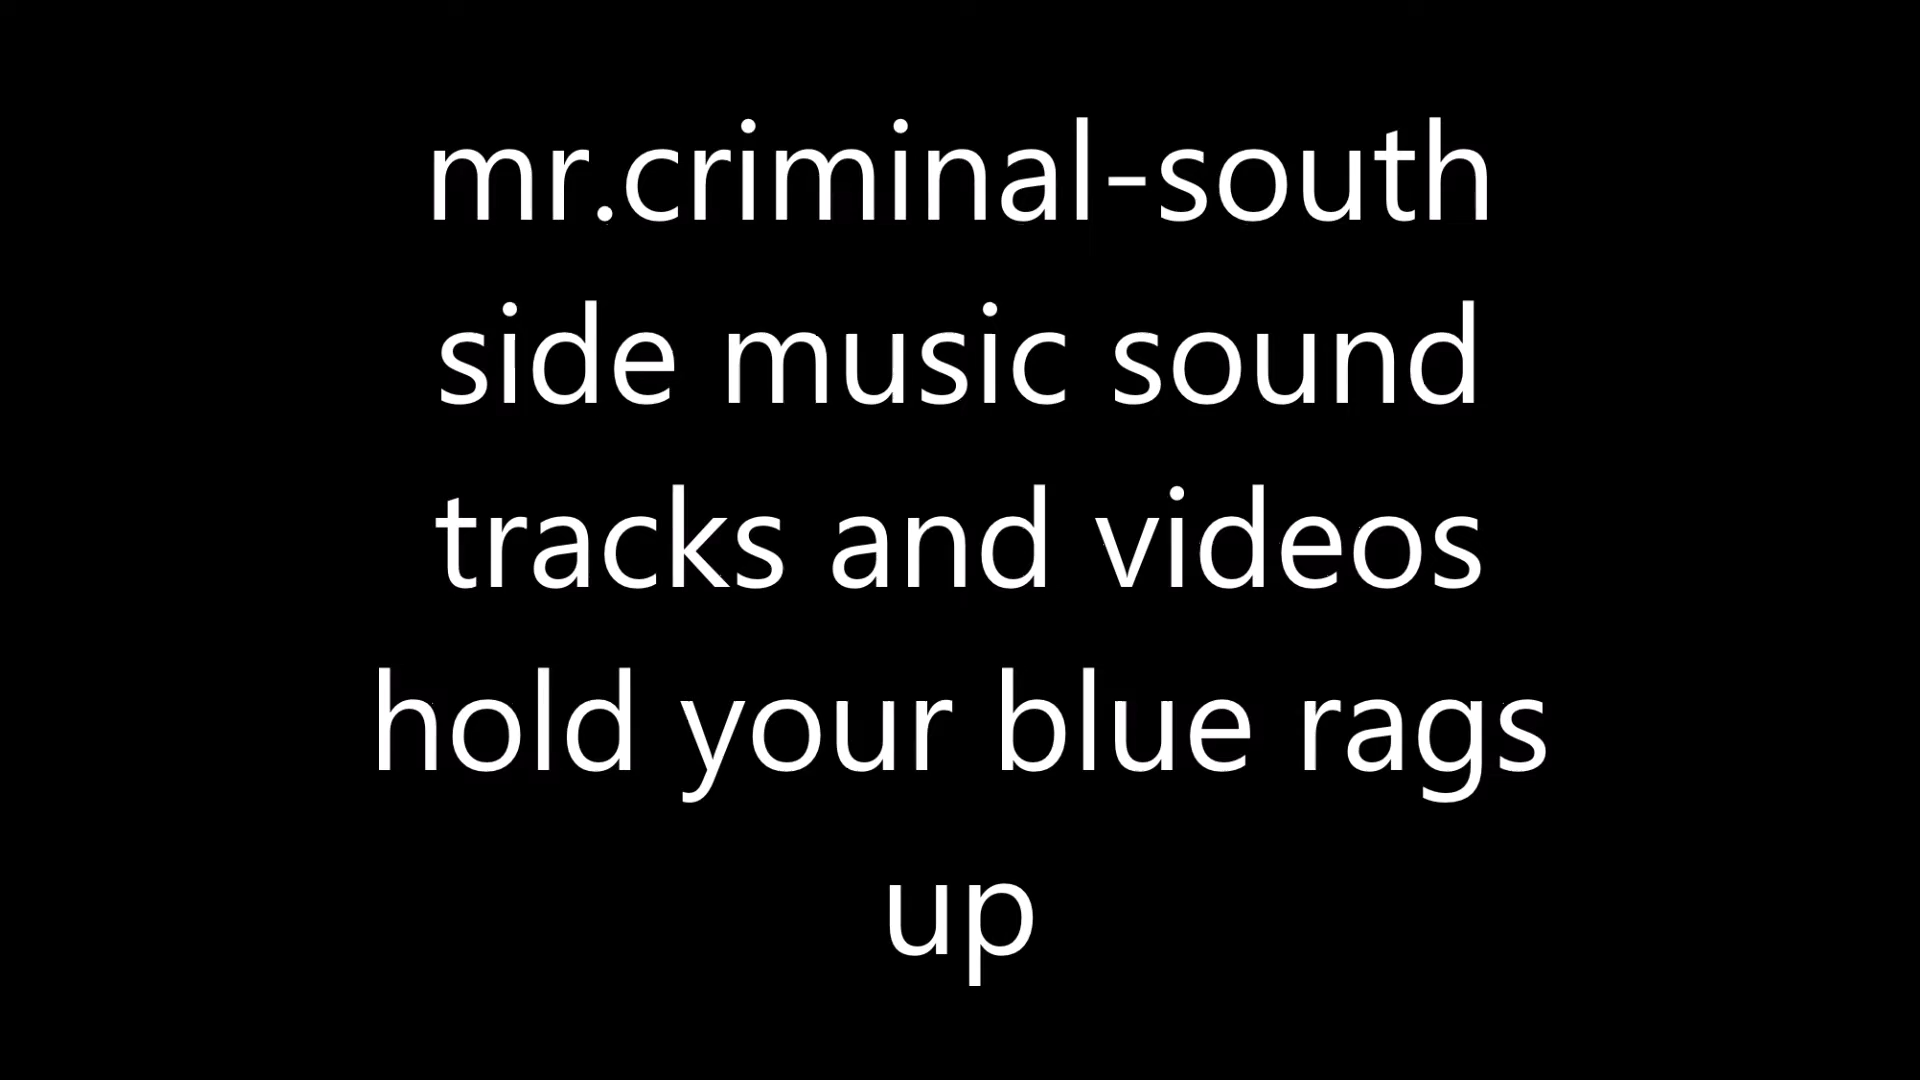 mr.criminal-south
side music sound
tracks and videos
hold your blue rags
up